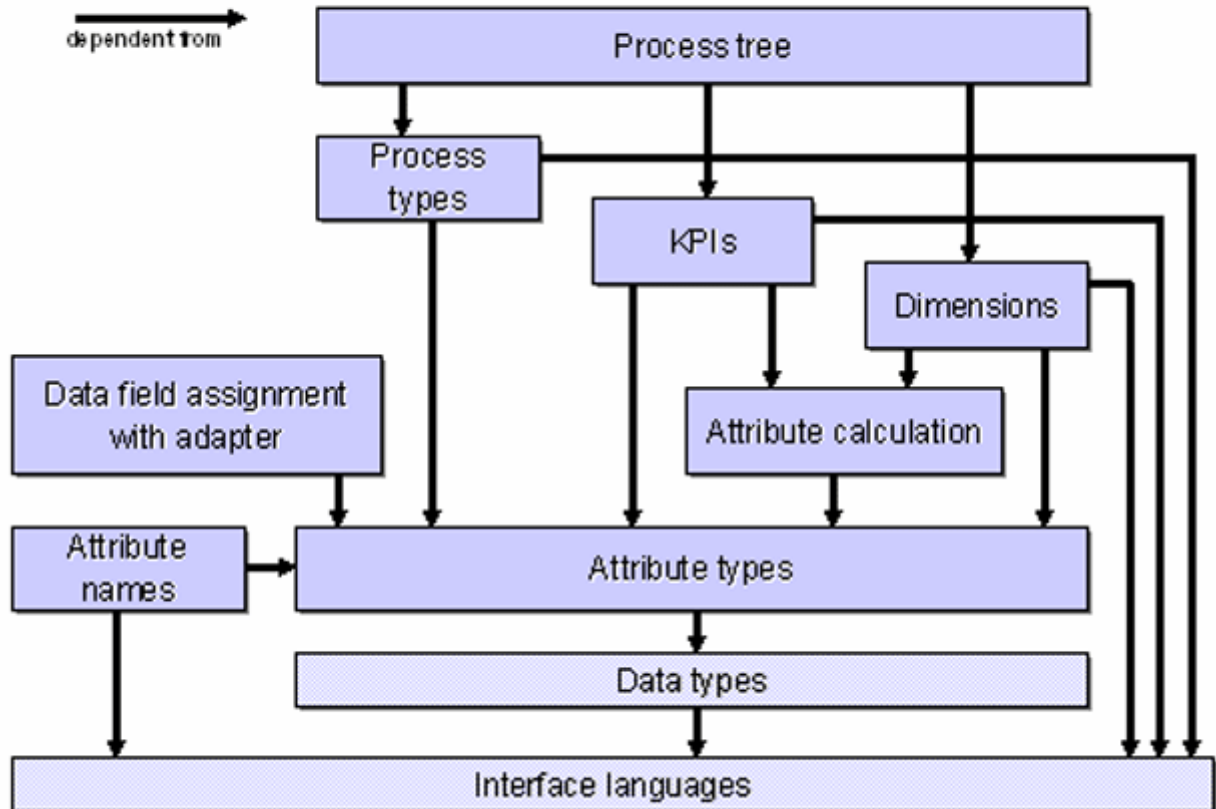 dependent from
Process tree
Process
types
KPIs
Dimensions
Data field assignment
with adapter
Attribute calculation
Attribute
names
Attribute types
Data types
Interface languages